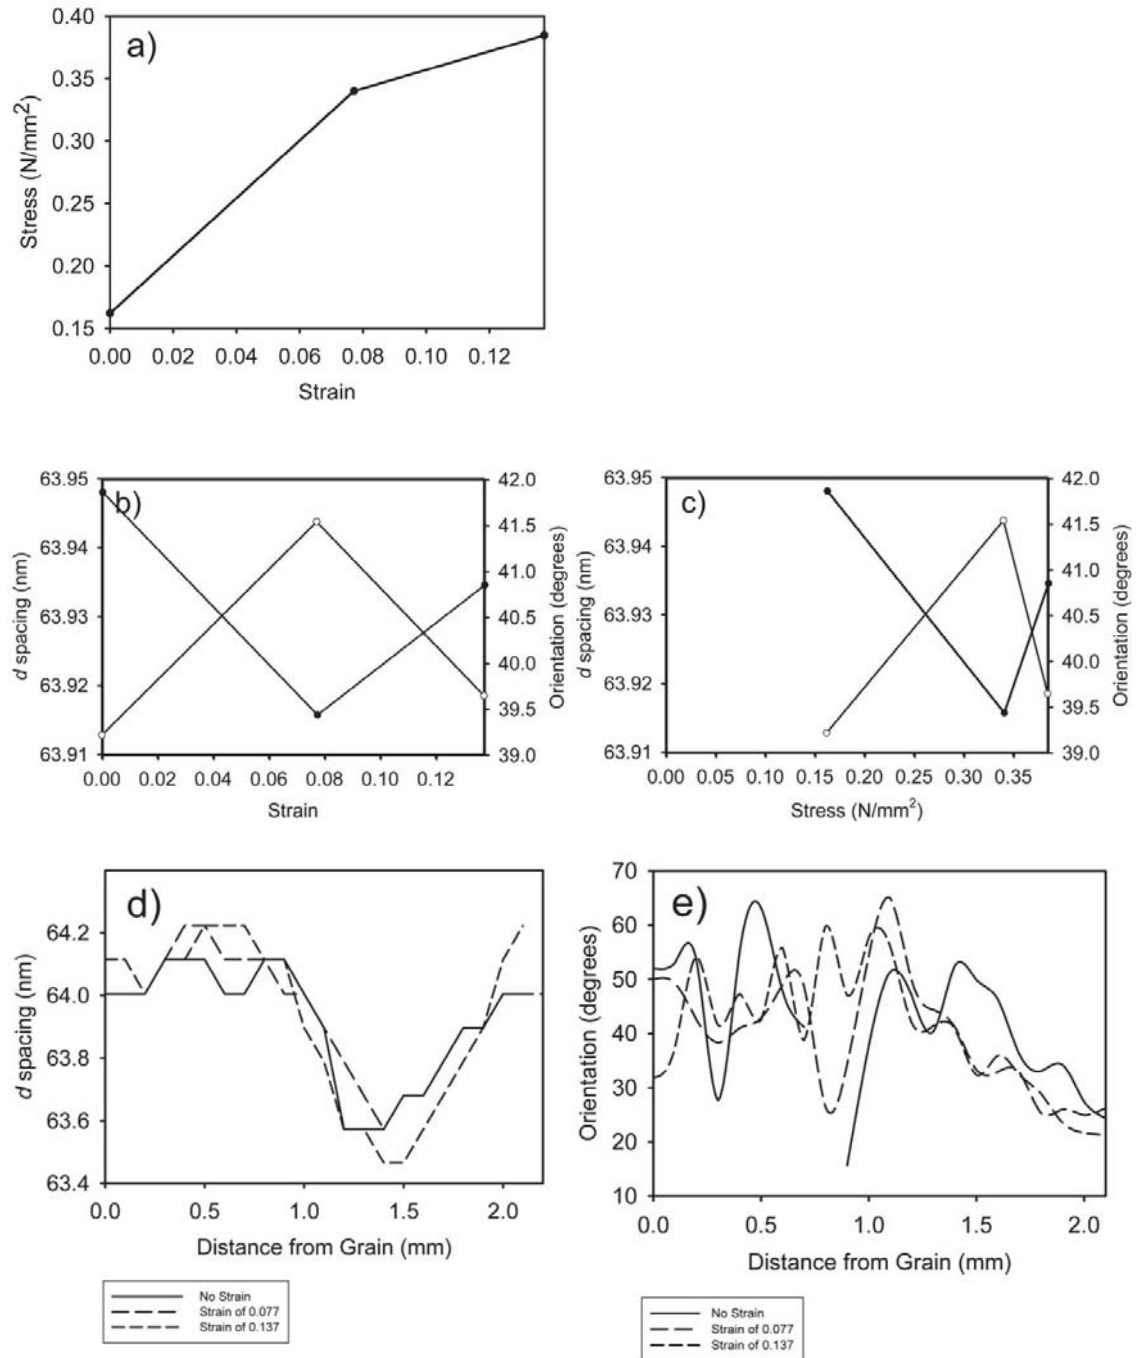 a)
Stress (N/mm²)
0.40
0.35
0.30
0.25
0.20
0.15
0.00 0.02 0.04 0.06 0.08 0.10 0.12
Strain
b)
d spacing (nm)
63.95
63.94
63.93
63.92
63.91
42.0
41.5
41.0
40.5
40.0
39.5
39.0
Orientation (degrees)
0.00 0.02 0.04 0.06 0.08 0.10 0.12
Strain
c)
d spacing (nm)
63.95
63.94
63.93
63.92
63.91
42.0
41.5
41.0
40.5
40.0
39.5
39.0
Orientation (degrees)
0.00 0.05 0.10 0.15 0.20 0.25 0.30 0.35
Stress (N/mm²)
d)
d spacing (nm)
64.2
64.0
63.8
63.6
63.4
0.0 0.5 1.0 1.5 2.0
Distance from Grain (mm)
No Strain
Strain of 0.077
Strain of 0.137
e)
Orientation (degrees)
70
60
50
40
30
20
10
0.0 0.5 1.0 1.5 2.0
Distance from Grain (mm)
No Strain
Strain of 0.077
Strain of 0.137